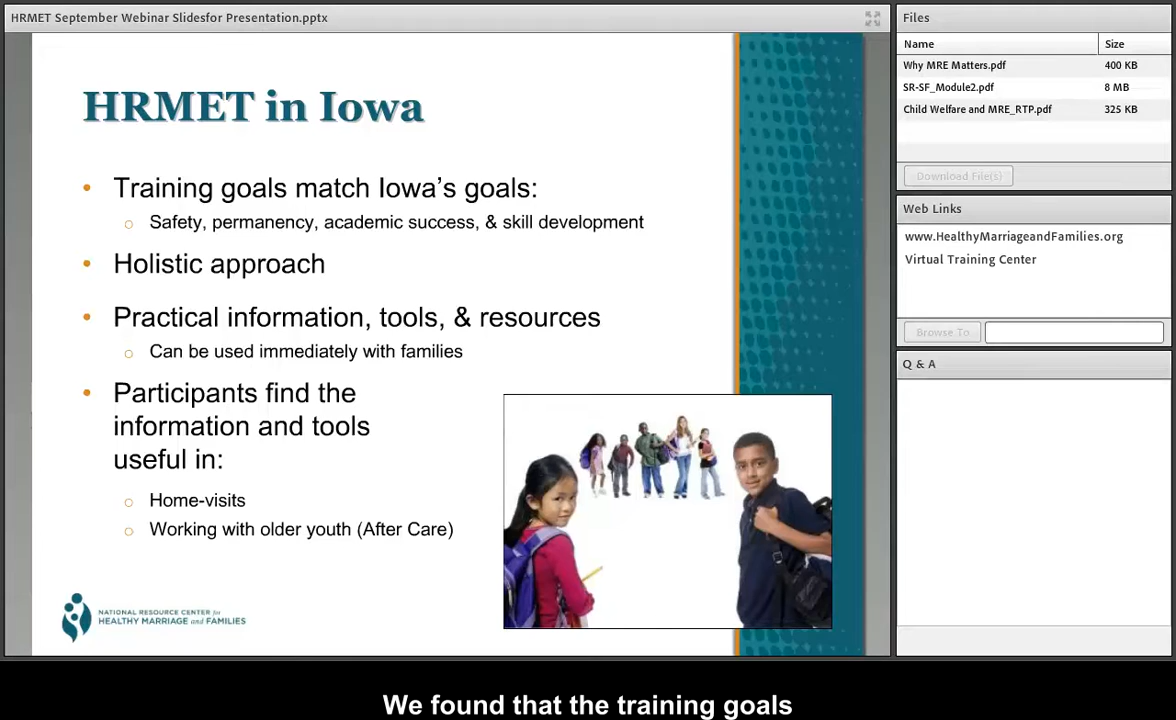 HRMET September Webinar Slidesfor Presentation.pptx
HRMET in Iowa
• Training goals match Iowa's goals:
○ Safety, permanency, academic success, & skill development
• Holistic approach
• Practical information, tools, & resources
○ Can be used immediately with families
• Participants find the
information and tools
useful in:
○ Home-visits
○ Working with older youth (After Care)
NATIONAL RESOURCE CENTER for
HEALTHY MARRIAGE and FAMILIES
Files
Name Size
Why MRE Matters.pdf 400 KB
SR-SF_Module2.pdf 8 MB
Child Welfare and MRE_RTP.pdf 325 KB
Download File(s)
Web Links
www.HealthyMarriageandFamilies.org
Virtual Training Center
Browse To
Q & A
We found that the training goals